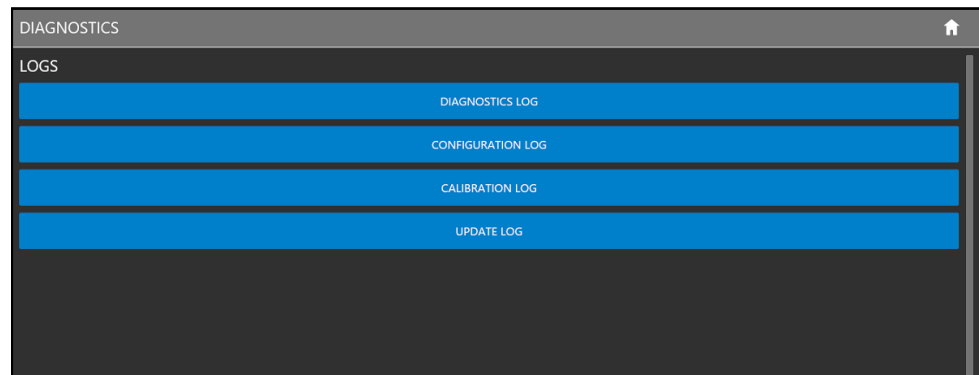 DIAGNOSTICS
LOGS
DIAGNOSTICS LOG
CONFIGURATION LOG
CALIBRATION LOG
UPDATE LOG